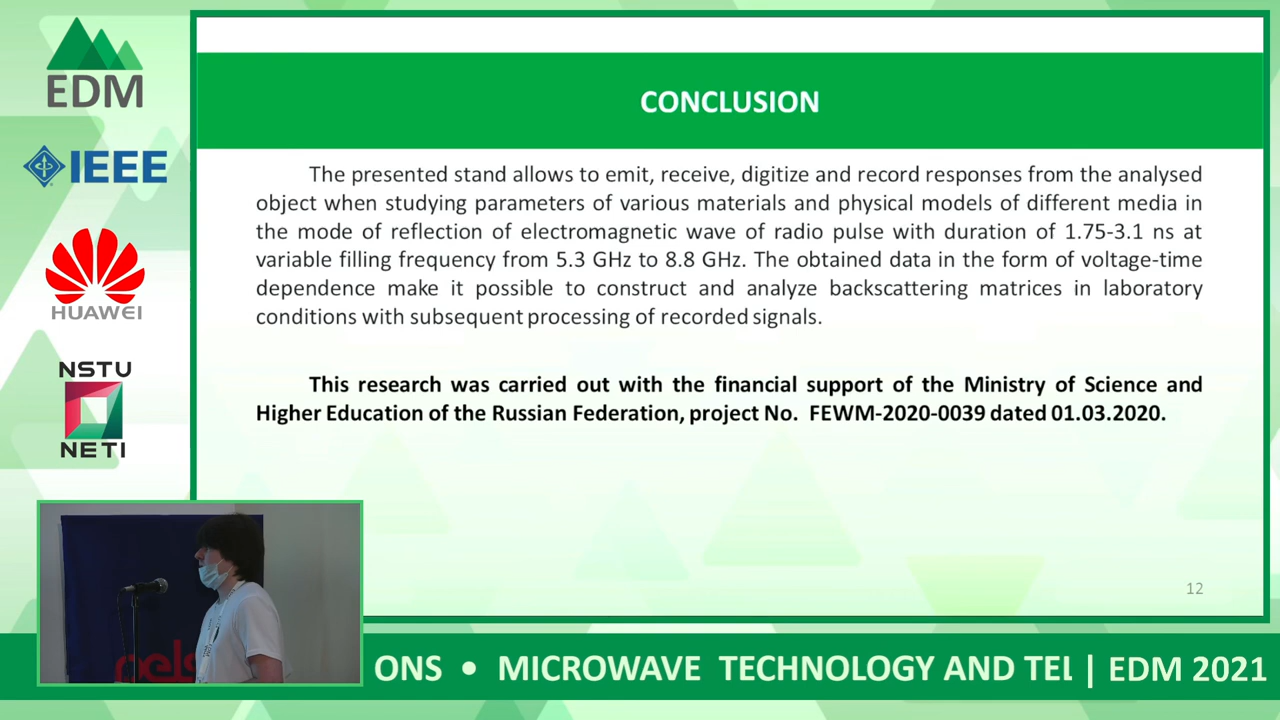 EDM
IEEE
HUAWEI
NSTU
NETI
CONCLUSION
The presented stand allows to emit, receive, digitize and record responses from the analysed
object when studying parameters of various materials and physical models of different media in
the mode of reflection of electromagnetic wave of radio pulse with duration of 1.75-3.1 ns at
variable filling frequency from 5.3 GHz to 8.8 GHz. The obtained data in the form of voltage-time
dependence make it possible to construct and analyze backscattering matrices in laboratory
conditions with subsequent processing of recorded signals.
This research was carried out with the financial support of the Ministry of Science and
Higher Education of the Russian Federation, project No. FEWM-2020-0039 dated 01.03.2020.
12
ONS • MICROWAVE TECHNOLOGY AND TEL | EDM 2021